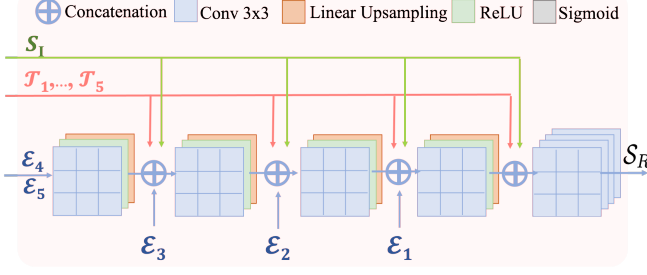 Concatenation Conv 3x3 Linear Upsampling ReLU Sigmoid
S_I
𝒯_1,..., 𝒯_5
ℰ_4
ℰ_5
𝒮_R
ℰ_3 ℰ_2 ℰ_1